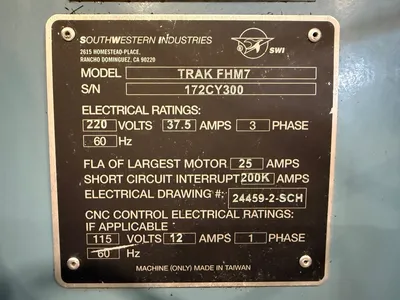 SOUTHWESTERN INDUSTRIES
2615 HOMESTEAD-PLACE,
RANCHO DOMINGUEZ, CA 90220
SWI
MODEL TRAK FHM7
S/N 172CY300
ELECTRICAL RATINGS:
220 VOLTS 37.5 AMPS 3 PHASE
60 Hz
FLA OF LARGEST MOTOR 25 AMPS
SHORT CIRCUIT INTERRUPT 200K AMPS
ELECTRICAL DRAWING #: 24459-2-SCH
CNC CONTROL ELECTRICAL RATINGS:
IF APPLICABLE
115 VOLTS 12 AMPS 1 PHASE
60 Hz
MACHINE (ONLY) MADE IN TAIWAN